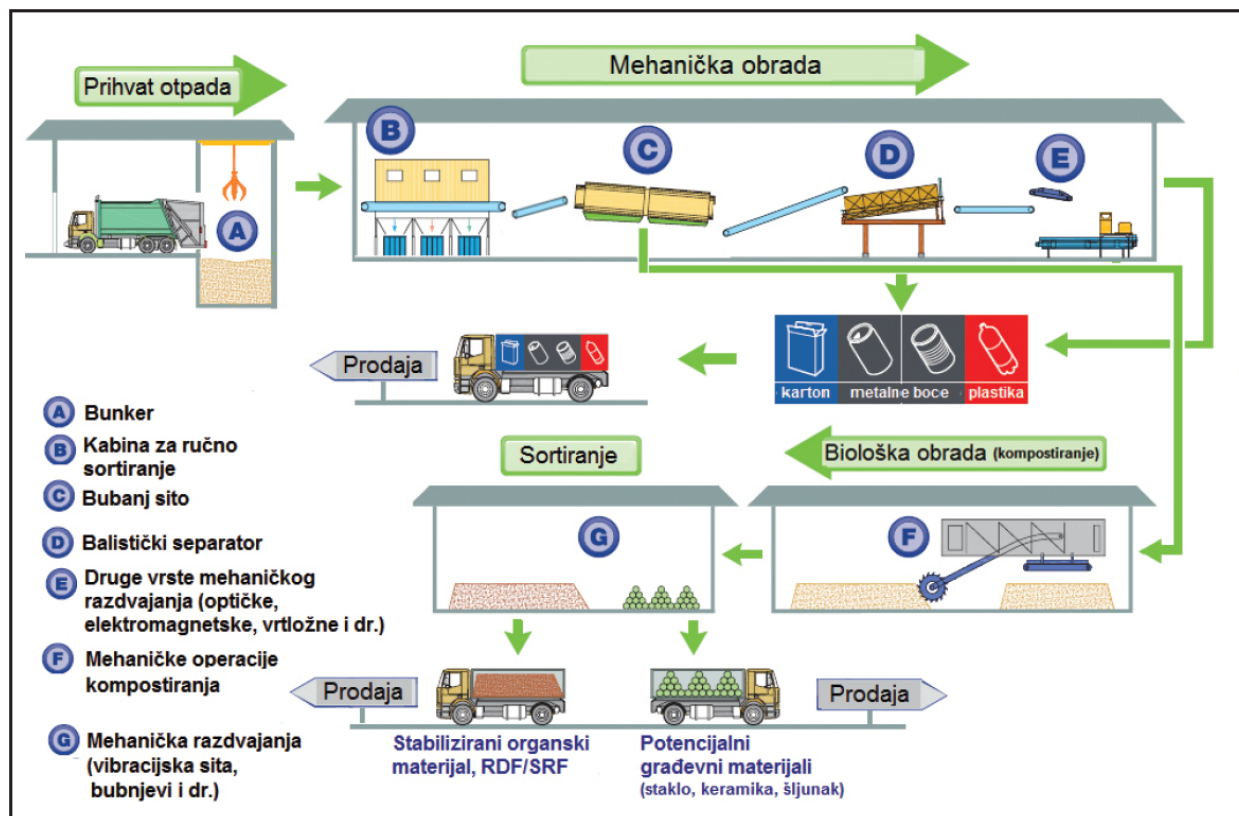 Prihvat otpada
Mehanička obrada
A
B
C
D
E
karton
metalne boce
plastika
Prodaja
A Bunker
B Kabina za ručno
sortiranje
C Bubanj sito
D Balistički separator
E Druge vrste mehaničkog
razdvajanja (optičke,
elektromagnetske, vrtložne i dr.)
F Mehaničke operacije
kompostiranja
G Mehanička razdvajanja
(vibracijska sita,
bubnjevi i dr.)
Sortiranje
Biološka obrada (kompostiranje)
G
F
Prodaja
Prodaja
Stabilizirani organski
materijal, RDF/SRF
Potencijalni
građevni materijali
(staklo, keramika, šljunak)